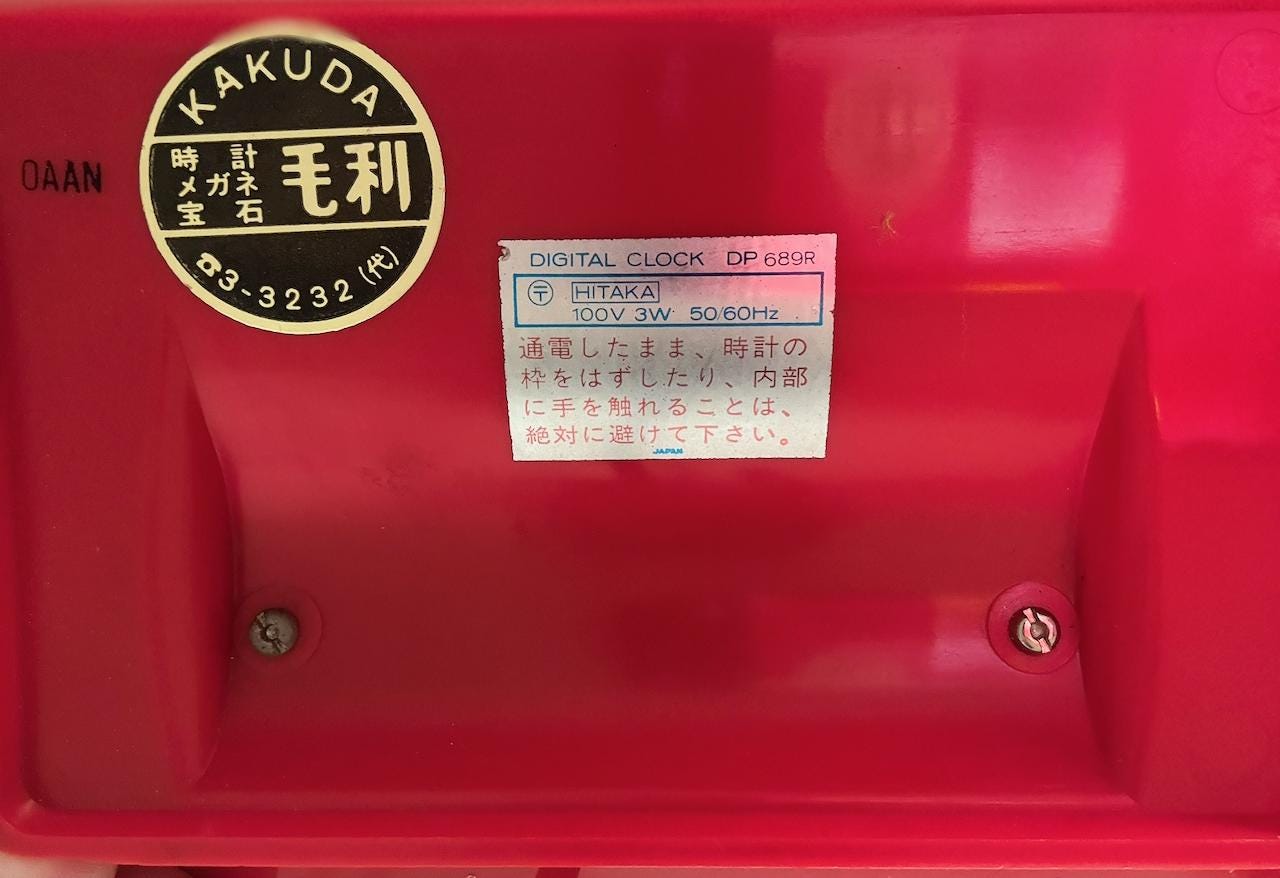 OAAN
KAKUDA
時計
メガネ
宝石
毛利
☎3-3232(代)
DIGITAL CLOCK DP 689R
〶 HITAKA
100V 3W 50/60Hz
通電したまま、時計の
枠をはずしたり、内部
に手を触れることは、
絶対に避けて下さい。
JAPAN